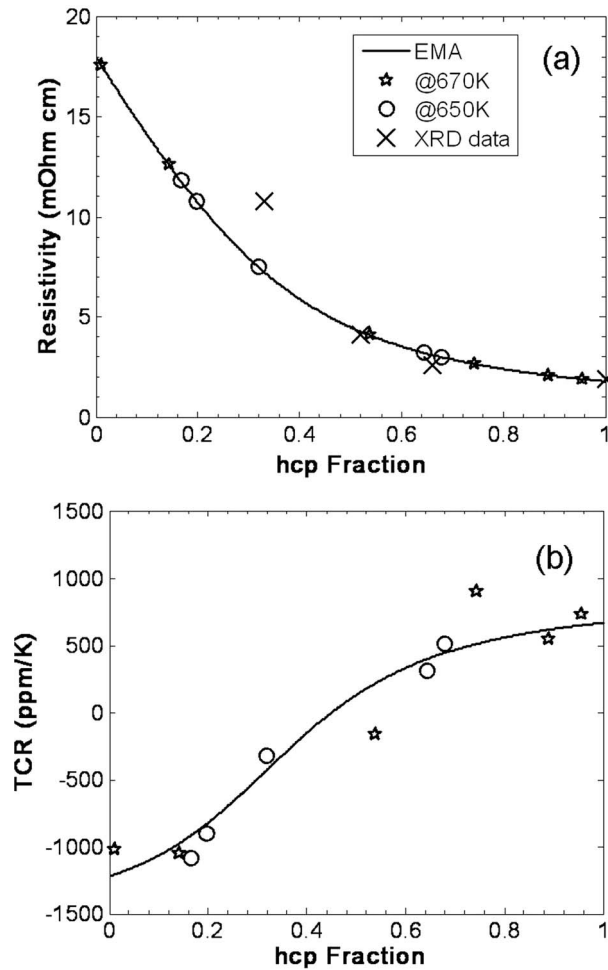 20
15
10
5
0
Resistivity (mOhm cm)
EMA
@670K
@650K
XRD data
(a)
0 0.2 0.4 0.6 0.8 1
hcp Fraction
1500
1000
500
0
-500
-1000
-1500
TCR (ppm/K)
(b)
0 0.2 0.4 0.6 0.8 1
hcp Fraction